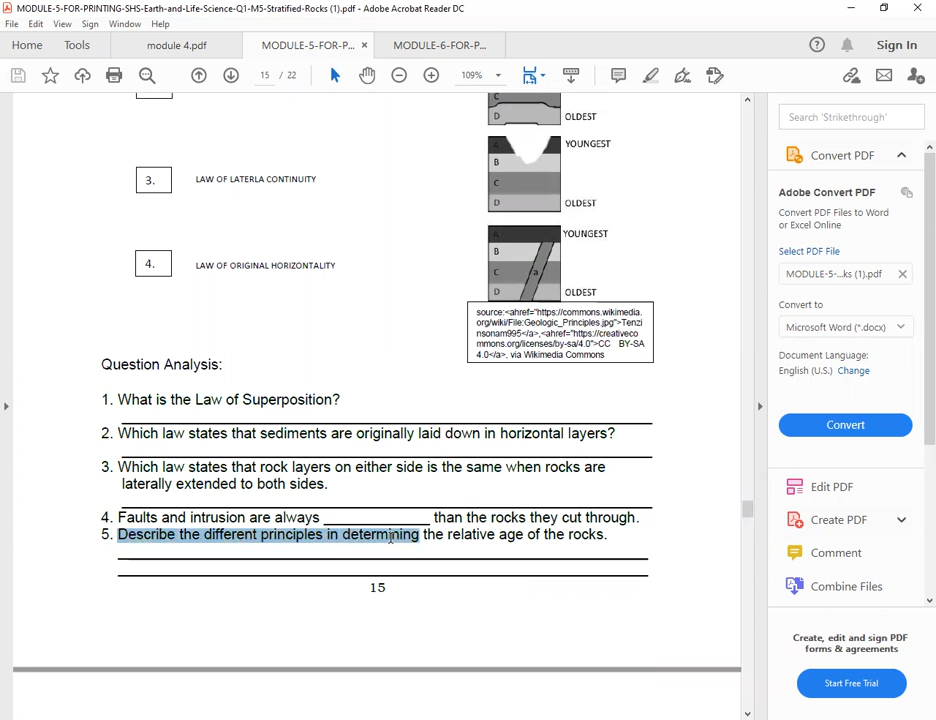 MODULE-5-FOR-PRINTING-SHS-Earth-and-Life-Science-Q1-M5-Stratified-Rocks (1).pdf - Adobe Acrobat Reader DC
File Edit View Sign Window Help
Home Tools module 4.pdf MODULE-5-FOR-P... × MODULE-6-FOR-P... Sign In
15 / 22 109%
C
D OLDEST
A YOUNGEST
B
C
D OLDEST
3. LAW OF LATERLA CONTINUITY
A YOUNGEST
B
C a
D OLDEST
4. LAW OF ORIGINAL HORIZONTALITY
source:<ahref="https://commons.wikimedia.
org/wiki/File:Geologic_Principles.jpg">Tenzi
nsonam995</a>,<ahref="https://creativeco
mmons.org/licenses/by-sa/4.0">CC BY-SA
4.0</a>, via Wikimedia Commons
Question Analysis:
1. What is the Law of Superposition?
2. Which law states that sediments are originally laid down in horizontal layers?
3. Which law states that rock layers on either side is the same when rocks are
laterally extended to both sides.
4. Faults and intrusion are always ____________ than the rocks they cut through.
5. Describe the different principles in determining the relative age of the rocks.
15
Search 'Strikethrough'
Convert PDF
Adobe Convert PDF
Convert PDF Files to Word
or Excel Online
Select PDF File
MODULE-5-...ks (1).pdf
Convert to
Microsoft Word (*.docx)
Document Language:
English (U.S.) Change
Convert
Edit PDF
Create PDF
Comment
Combine Files
Create, edit and sign PDF
forms & agreements
Start Free Trial